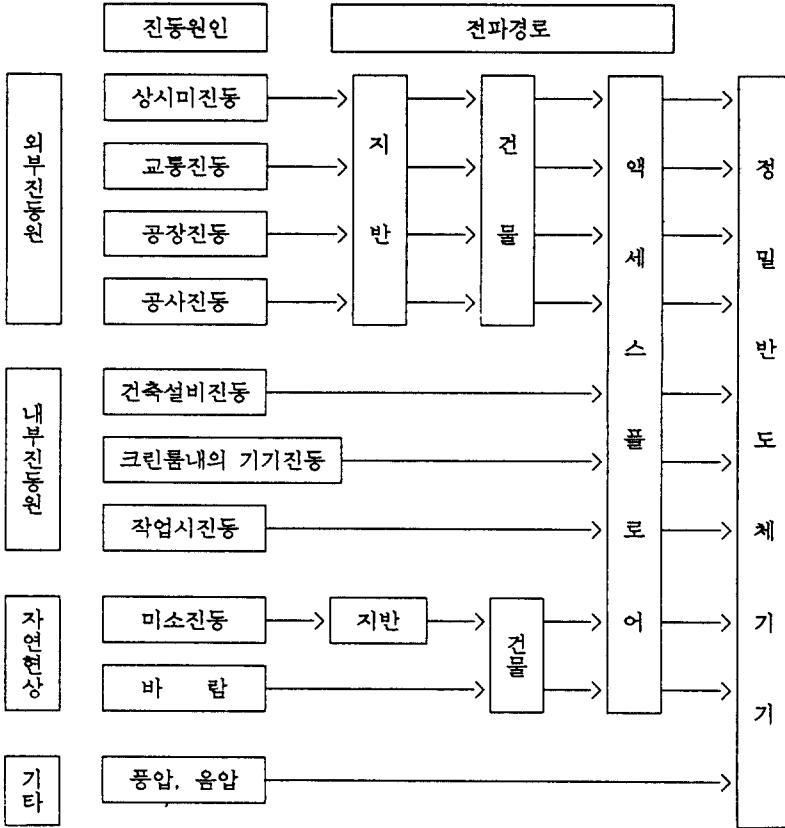 진동원인
전파경로
외부진동원
상시미진동
교통진동
공장진동
공사진동
지반
건물
액세스플로어
정밀반도체기기
내부진동원
건축설비진동
크린룸내의 기기진동
작업시진동
자연현상
미소진동
지반
건물
바 람
기타
풍압, 음압